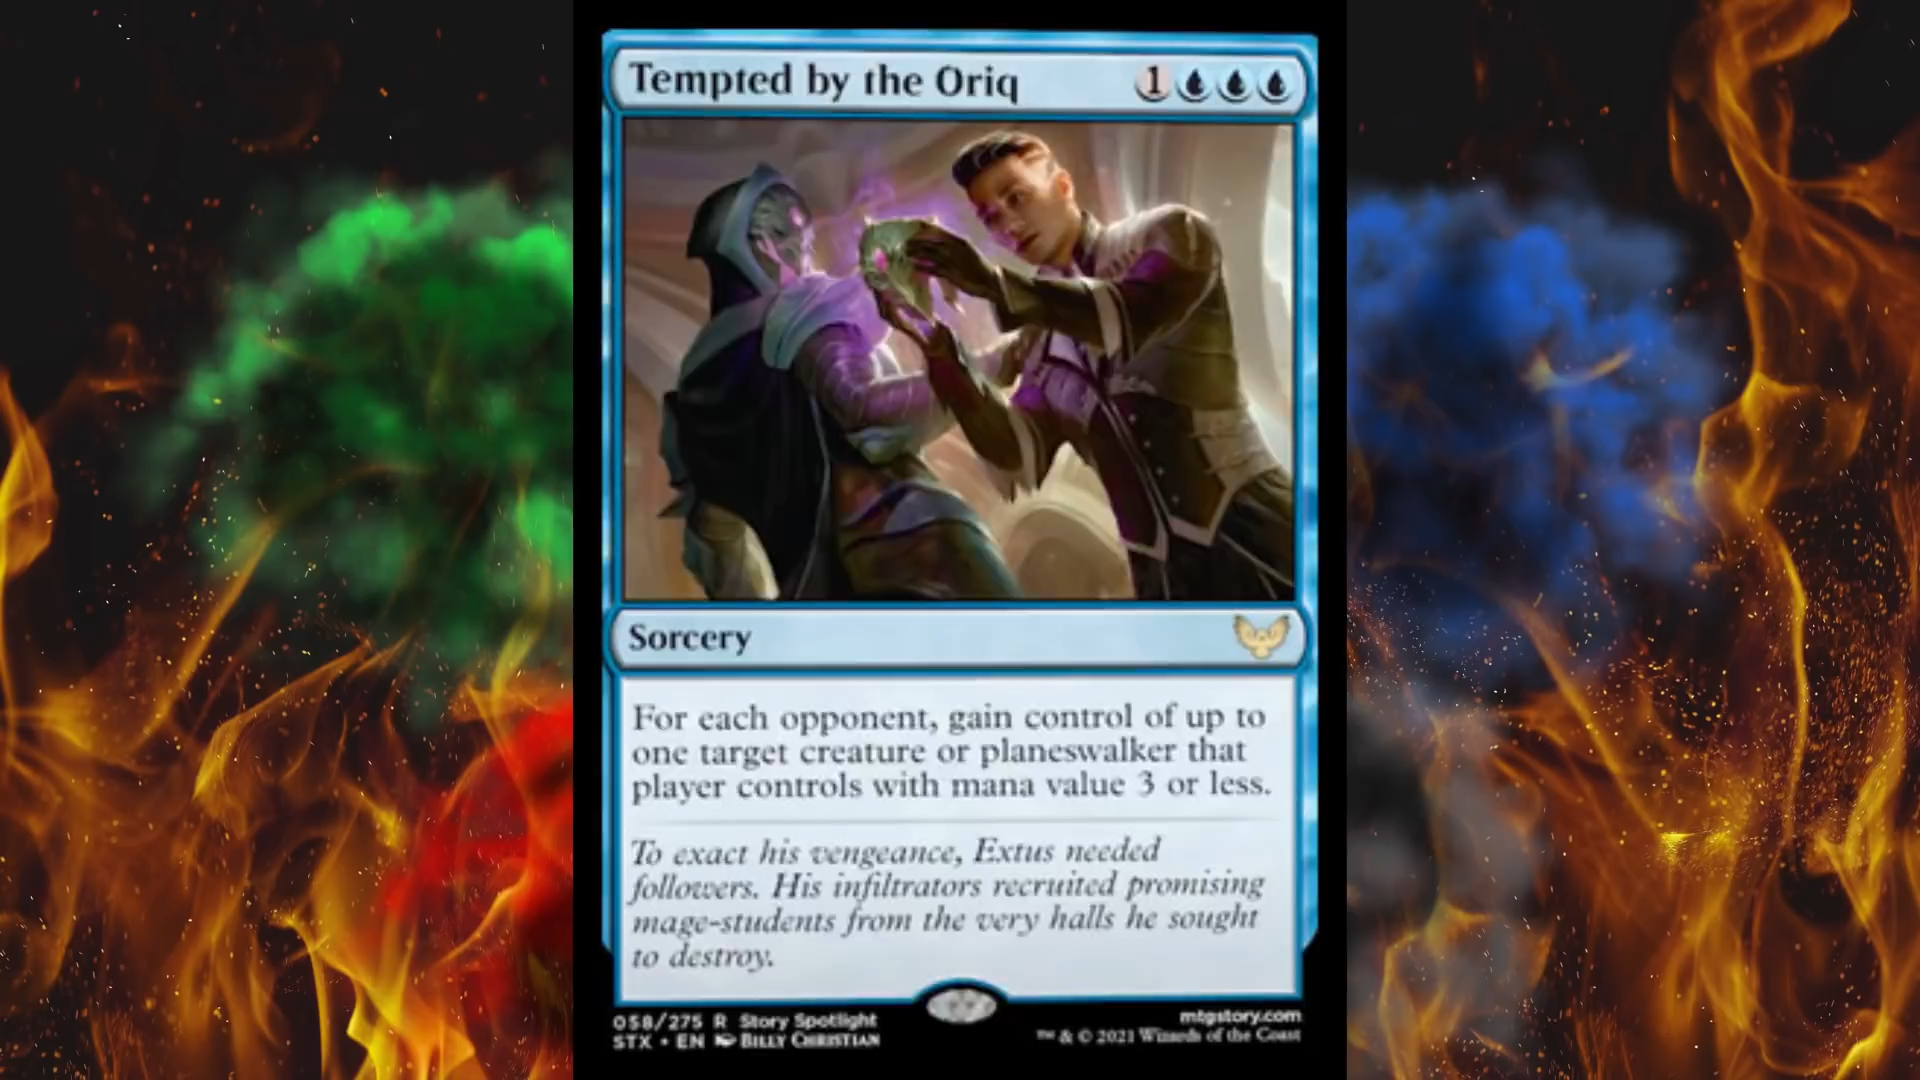 Tempted by the Oriq 1
Sorcery
For each opponent, gain control of up to
one target creature or planeswalker that
player controls with mana value 3 or less.
To exact his vengeance, Extus needed
followers. His infiltrators recruited promising
mage-students from the very halls he sought
to destroy.
058/275 R Story Spotlight
STX • EN BILLY CHRISTIAN
mtgstory.com
™ & © 2021 Wizards of the Coast